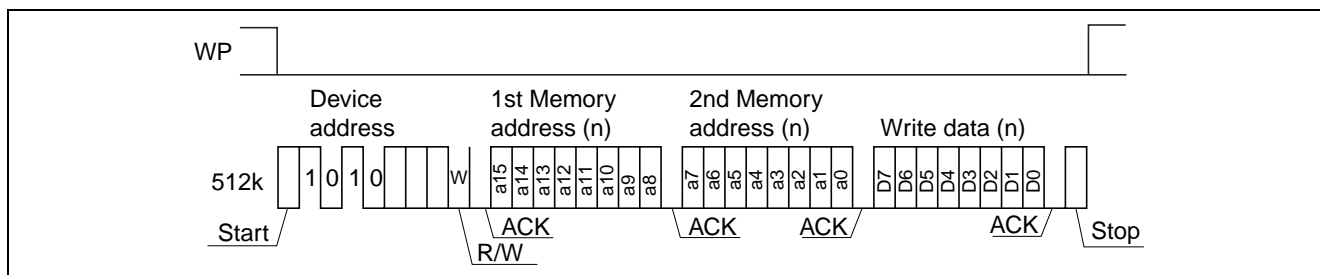 WP
Device address
1st Memory address (n)
2nd Memory address (n)
Write data (n)
512k
1 0 1 0
W
a15 a14 a13 a12 a11 a10 a9 a8
a7 a6 a5 a4 a3 a2 a1 a0
D7 D6 D5 D4 D3 D2 D1 D0
Start
R/W
ACK
ACK
ACK
ACK
Stop